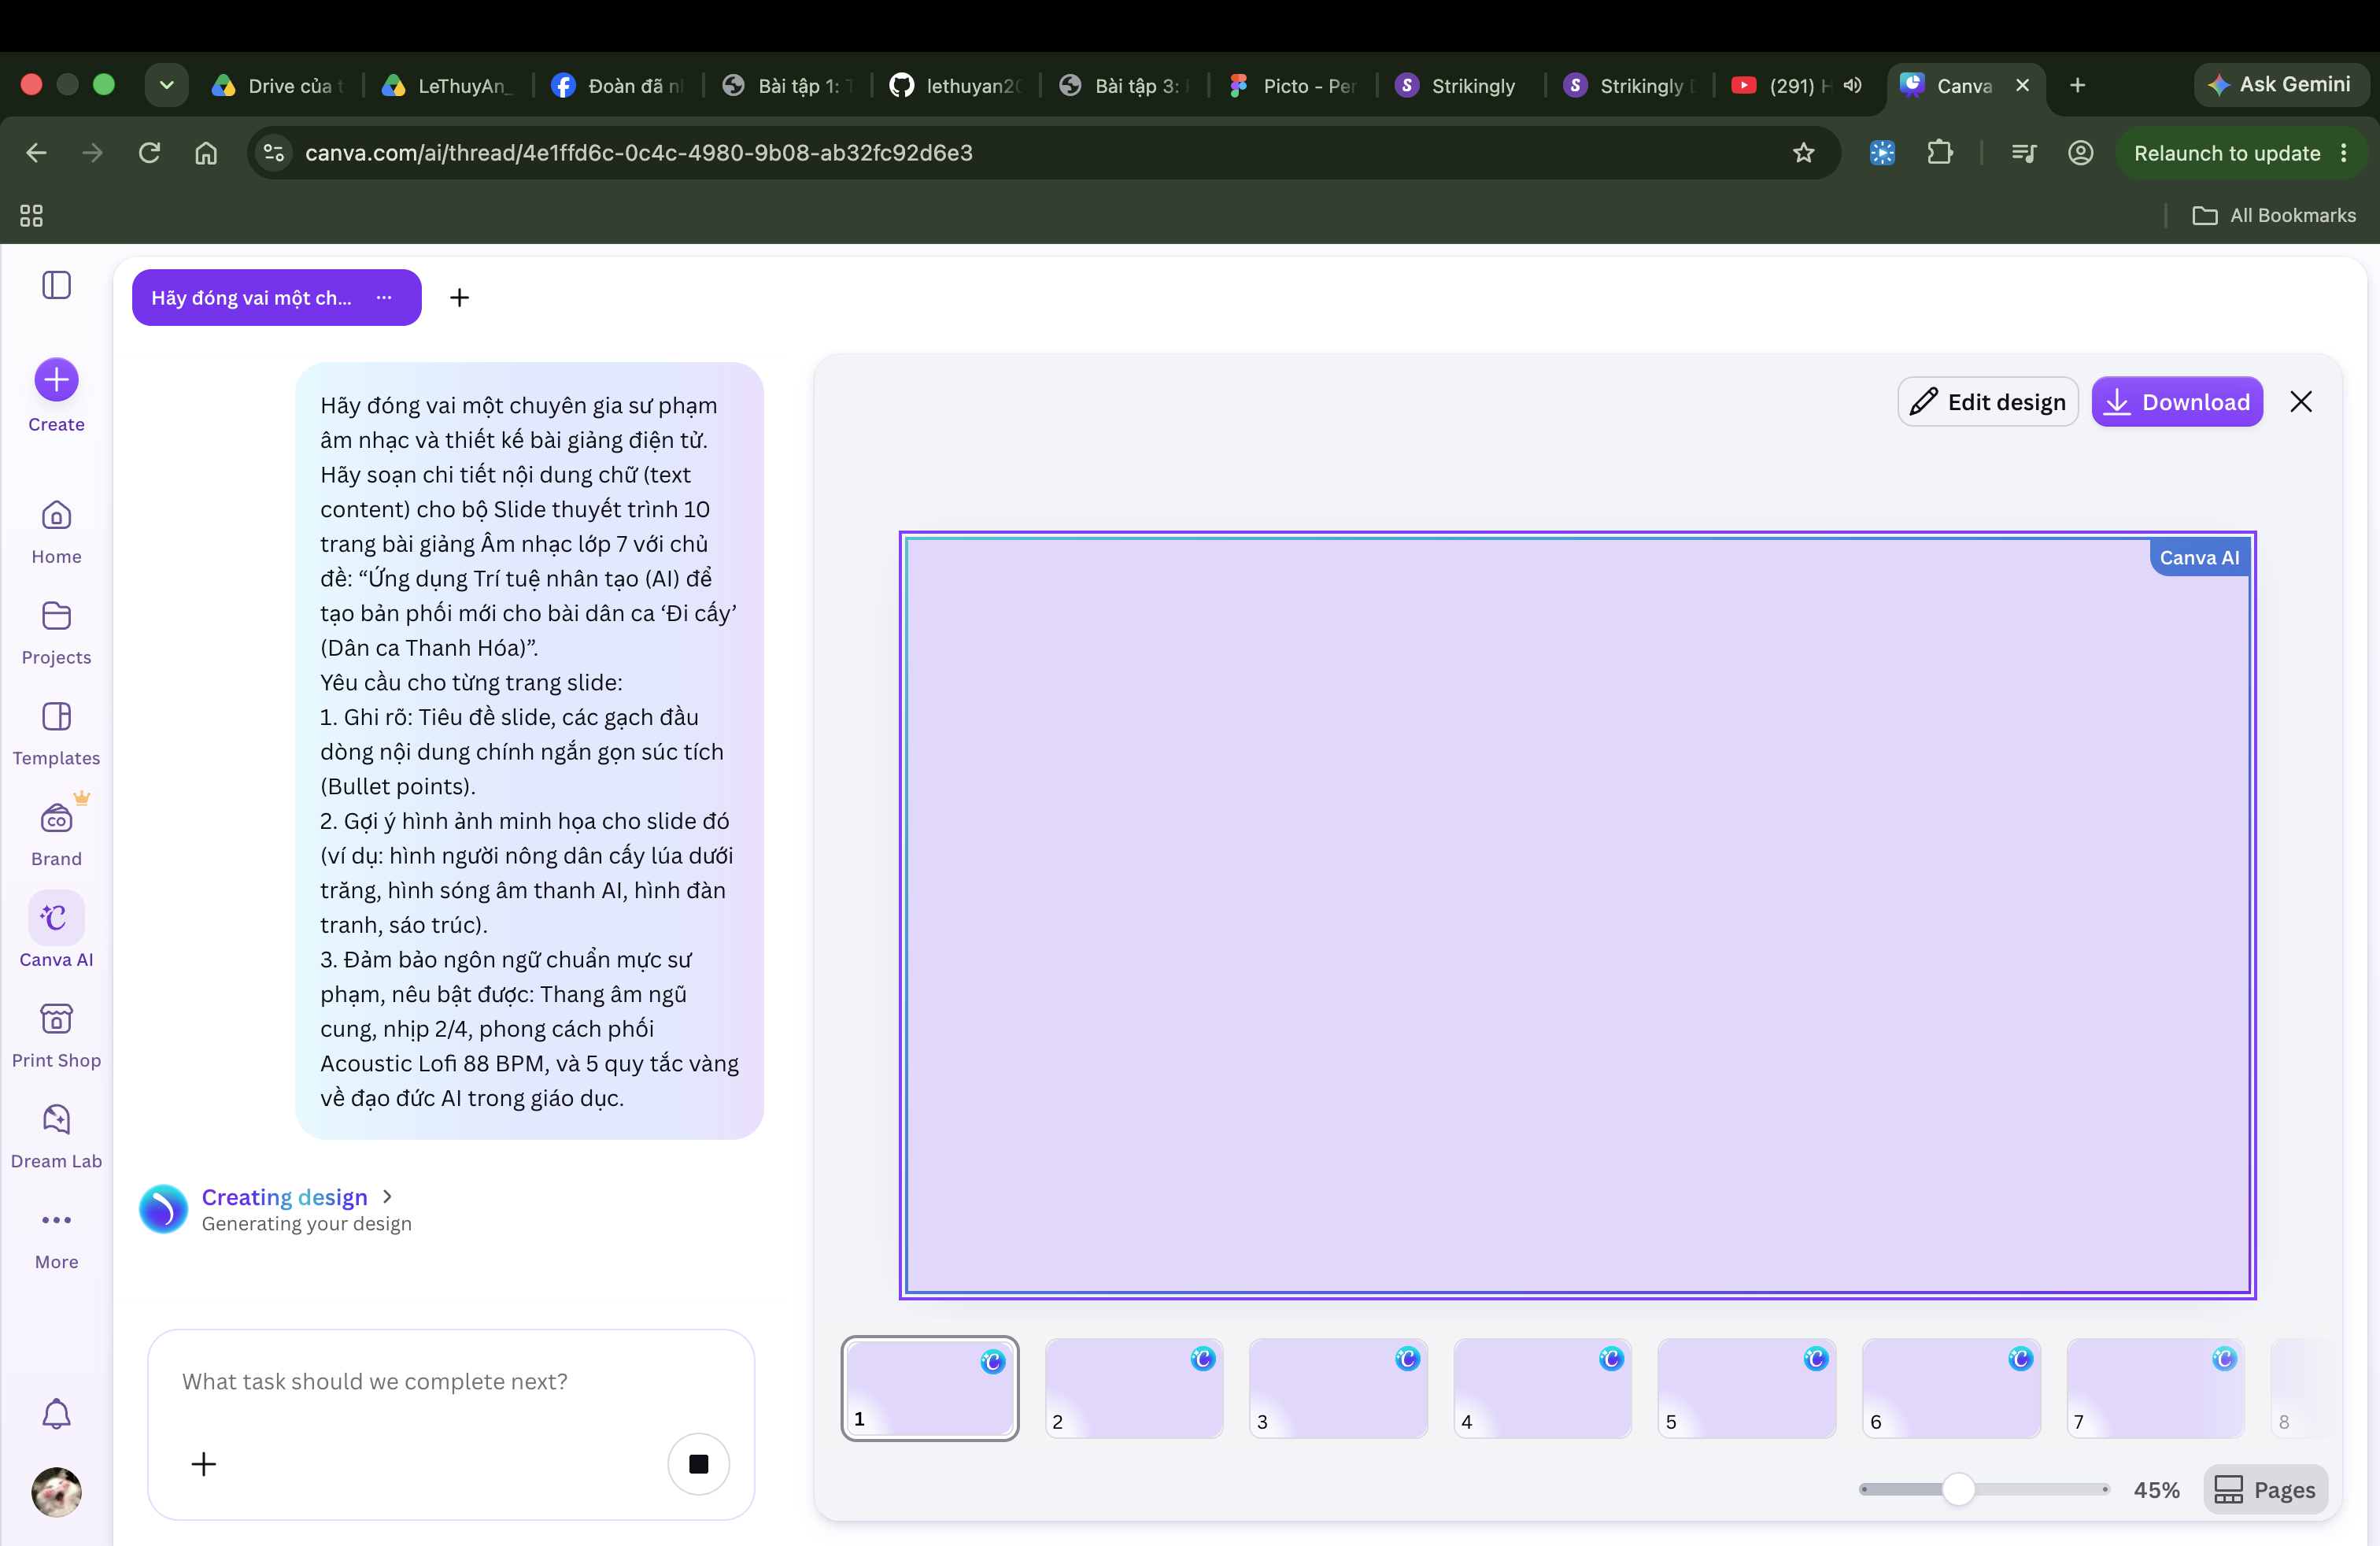 Drive của t
LeThuyAn_
Đoàn đã n
Bài tập 1:
lethuyan20
Bài tập 3:
Picto - Per
Strikingly
Strikingly
(291) H
Canva
Ask Gemini
canva.com/ai/thread/4e1ffd6c-0c4c-4980-9b08-ab32fc92d6e3
Relaunch to update
All Bookmarks
Create
Home
Projects
Templates
Brand
Canva AI
Print Shop
Dream Lab
More
Hãy đóng vai một ch...
Hãy đóng vai một chuyên gia sư phạm
âm nhạc và thiết kế bài giảng điện tử.
Hãy soạn chi tiết nội dung chữ (text
content) cho bộ Slide thuyết trình 10
trang bài giảng Âm nhạc lớp 7 với chủ
đề: “Ứng dụng Trí tuệ nhân tạo (AI) để
tạo bản phối mới cho bài dân ca ‘Đi cấy’
(Dân ca Thanh Hóa)”.
Yêu cầu cho từng trang slide:
1. Ghi rõ: Tiêu đề slide, các gạch đầu
dòng nội dung chính ngắn gọn súc tích
(Bullet points).
2. Gợi ý hình ảnh minh họa cho slide đó
(ví dụ: hình người nông dân cấy lúa dưới
trăng, hình sóng âm thanh AI, hình đàn
tranh, sáo trúc).
3. Đảm bảo ngôn ngữ chuẩn mực sư
phạm, nêu bật được: Thang âm ngũ
cung, nhịp 2/4, phong cách phối
Acoustic Lofi 88 BPM, và 5 quy tắc vàng
về đạo đức AI trong giáo dục.
Creating design
Generating your design
What task should we complete next?
Edit design
Download
Canva AI
1
2
3
4
5
6
7
8
45%
Pages